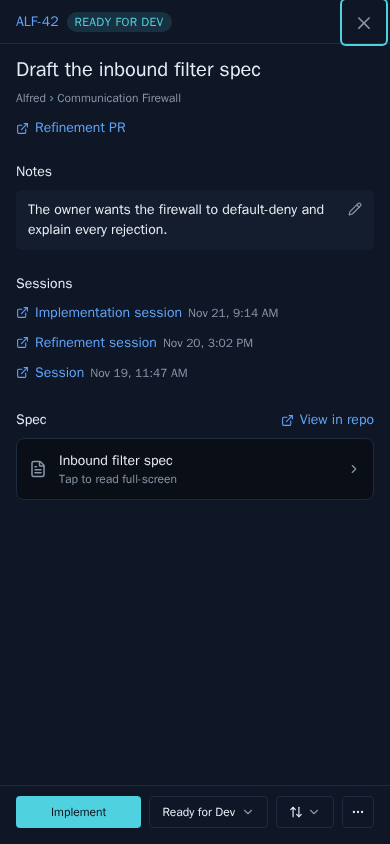 ALF-42 READY FOR DEV
Draft the inbound filter spec
Alfred › Communication Firewall
Refinement PR
Notes
The owner wants the firewall to default-deny and
explain every rejection.
Sessions
Implementation session Nov 21, 9:14 AM
Refinement session Nov 20, 3:02 PM
Session Nov 19, 11:47 AM
Spec View in repo
Inbound filter spec
Tap to read full-screen
Implement Ready for Dev